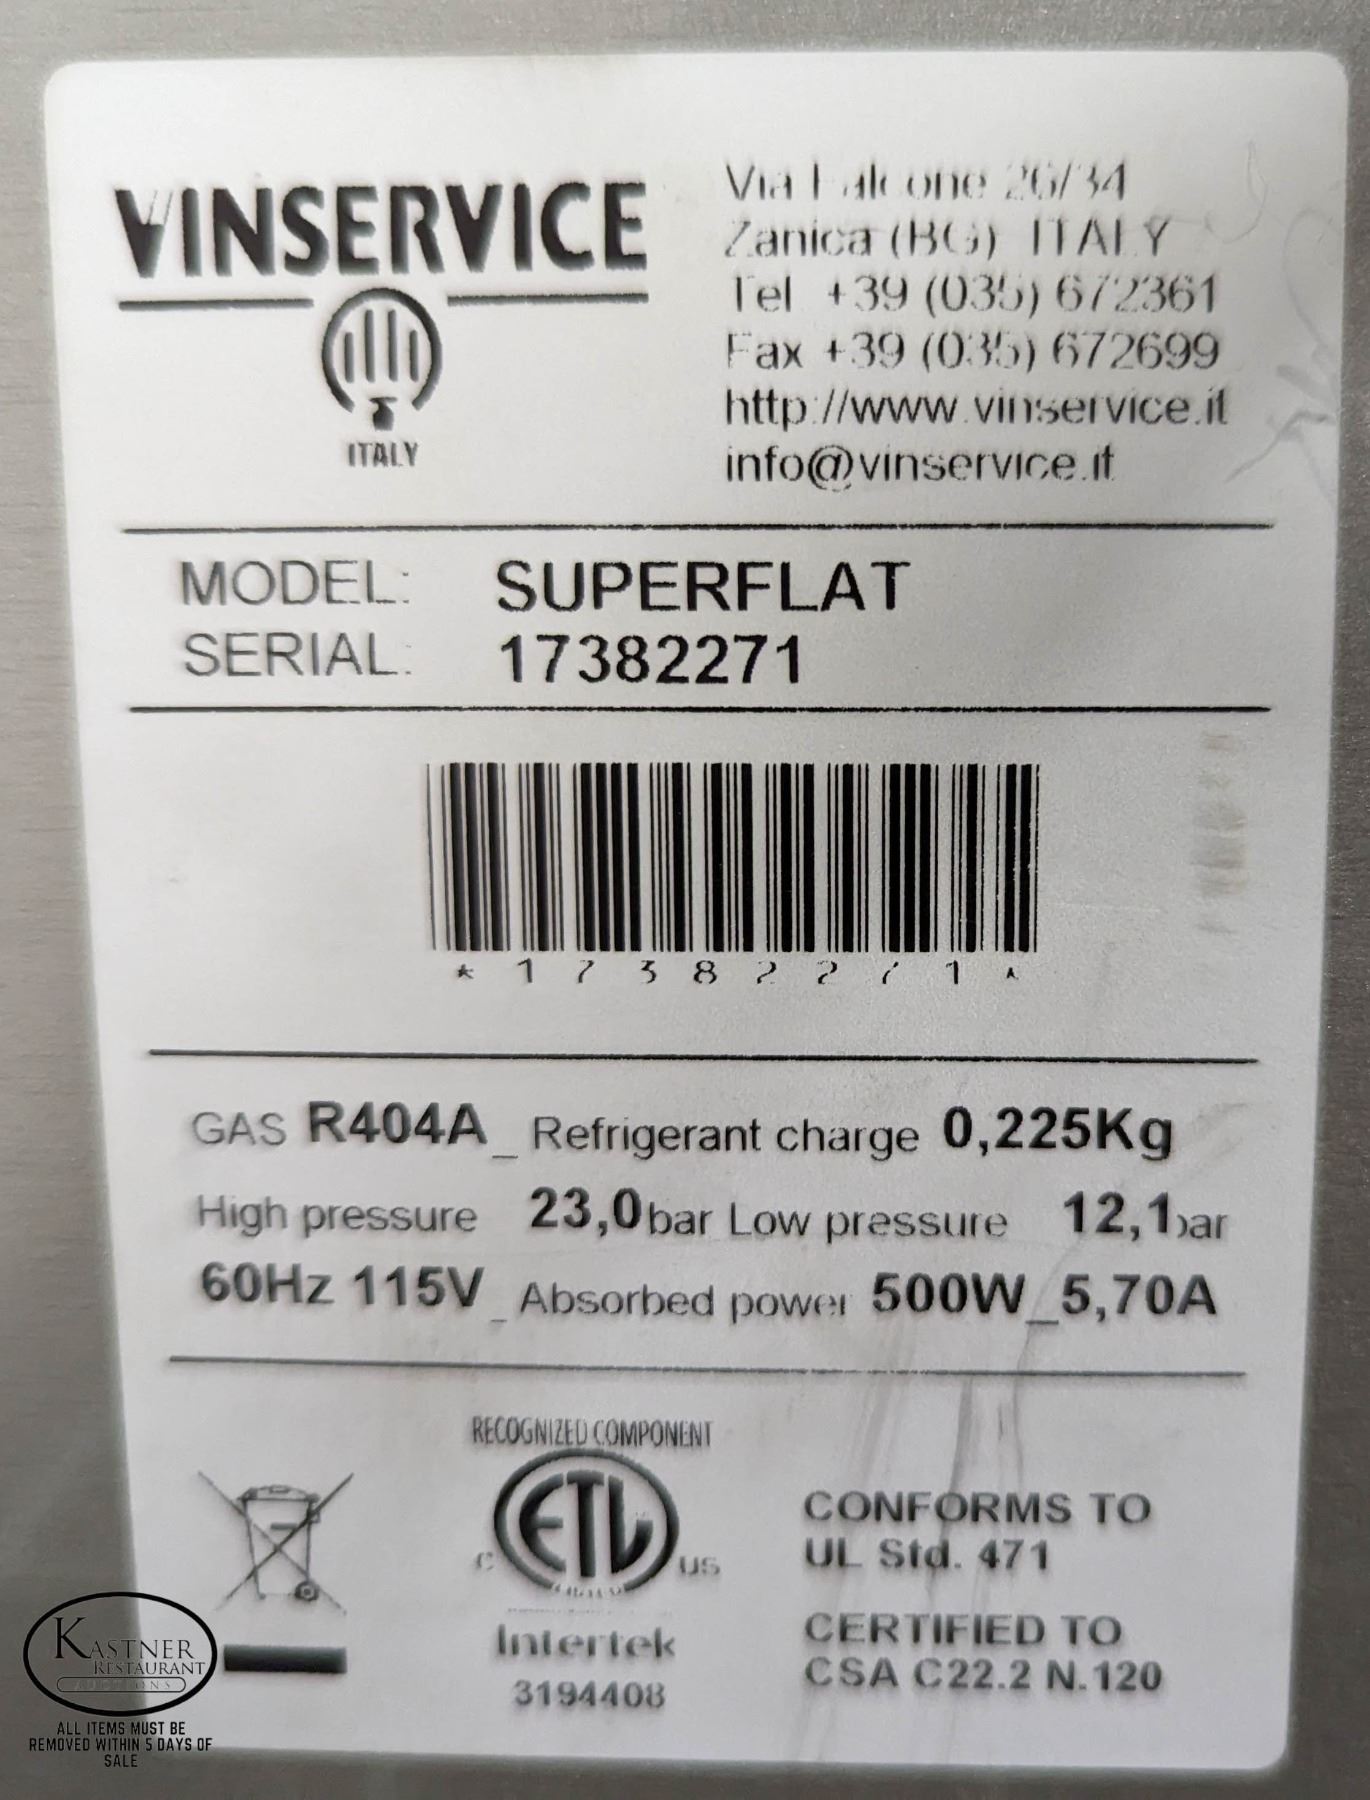 VINSERVICE
ITALY
Via Falcone 26/34
Zanica (BG) ITALY
Tel +39 (035) 672361
Fax +39 (035) 672699
http://www.vinservice.it
info@vinservice.it
MODEL: SUPERFLAT
SERIAL: 17382271
*17382271*
GAS R404A_ Refrigerant charge 0,225Kg
High pressure 23,0bar Low pressure 12,1bar
60Hz 115V_ Absorbed power 500W_5,70A
RECOGNIZED COMPONENT
C ETL US
Intertek
3194408
CONFORMS TO
UL Std. 471
CERTIFIED TO
CSA C22.2 N.120
KASTNER
RESTAURANT
AUCTIONS
ALL ITEMS MUST BE
REMOVED WITHIN 5 DAYS OF
SALE